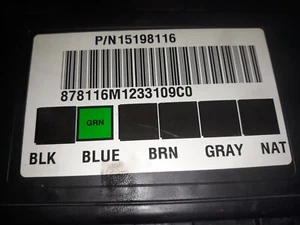 P/N15198116
878116M1233109C0
GRN
BLK BLUE BRN GRAY NAT